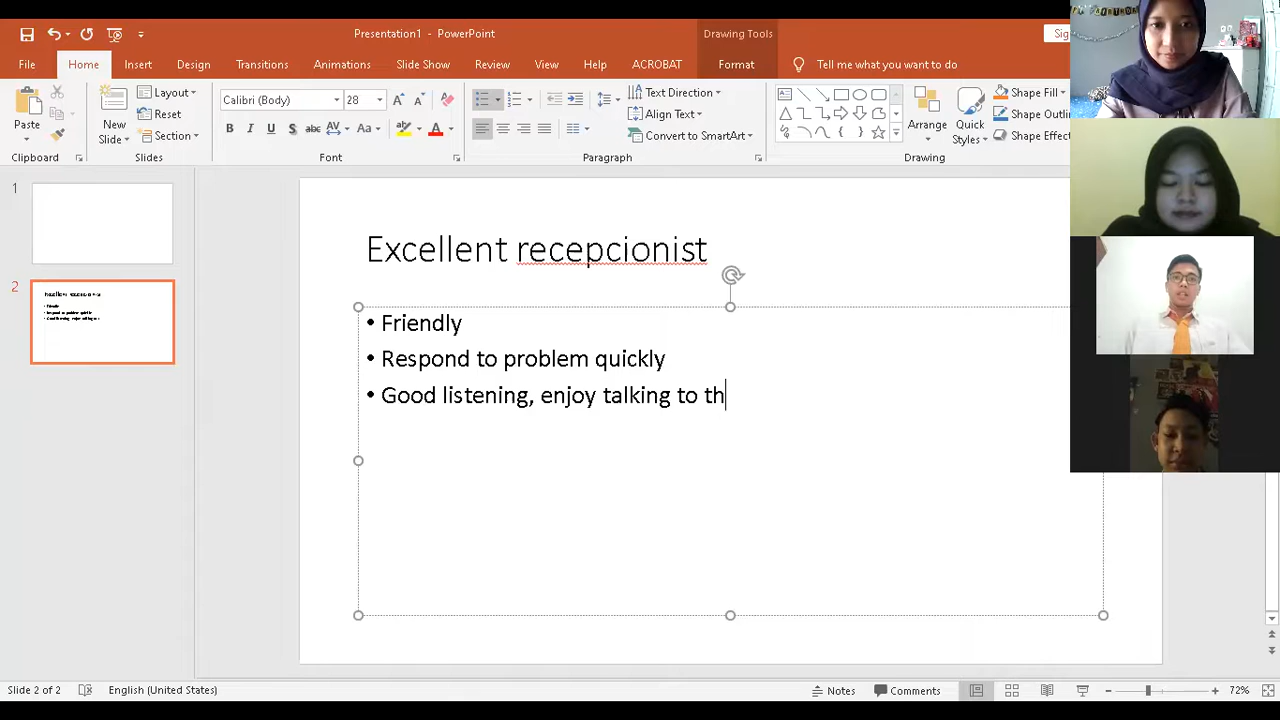 Presentation1 - PowerPoint
Drawing Tools
File Home Insert Design Transitions Animations Slide Show Review View Help ACROBAT Format Tell me what you want to do
Paste
New
Slide
Layout
Reset
Section
Calibri (Body) 28
B I U S abc AV Aa A
Text Direction
Align Text
Convert to SmartArt
Arrange
Quick
Styles
Shape Fill
Shape Outli
Shape Effec
Clipboard Slides Font Paragraph Drawing
1
2
Excellent recepcionist
• Friendly
• Respond to problem quickly
• Good listening, enjoy talking to th
Slide 2 of 2 English (United States) Notes Comments 72%